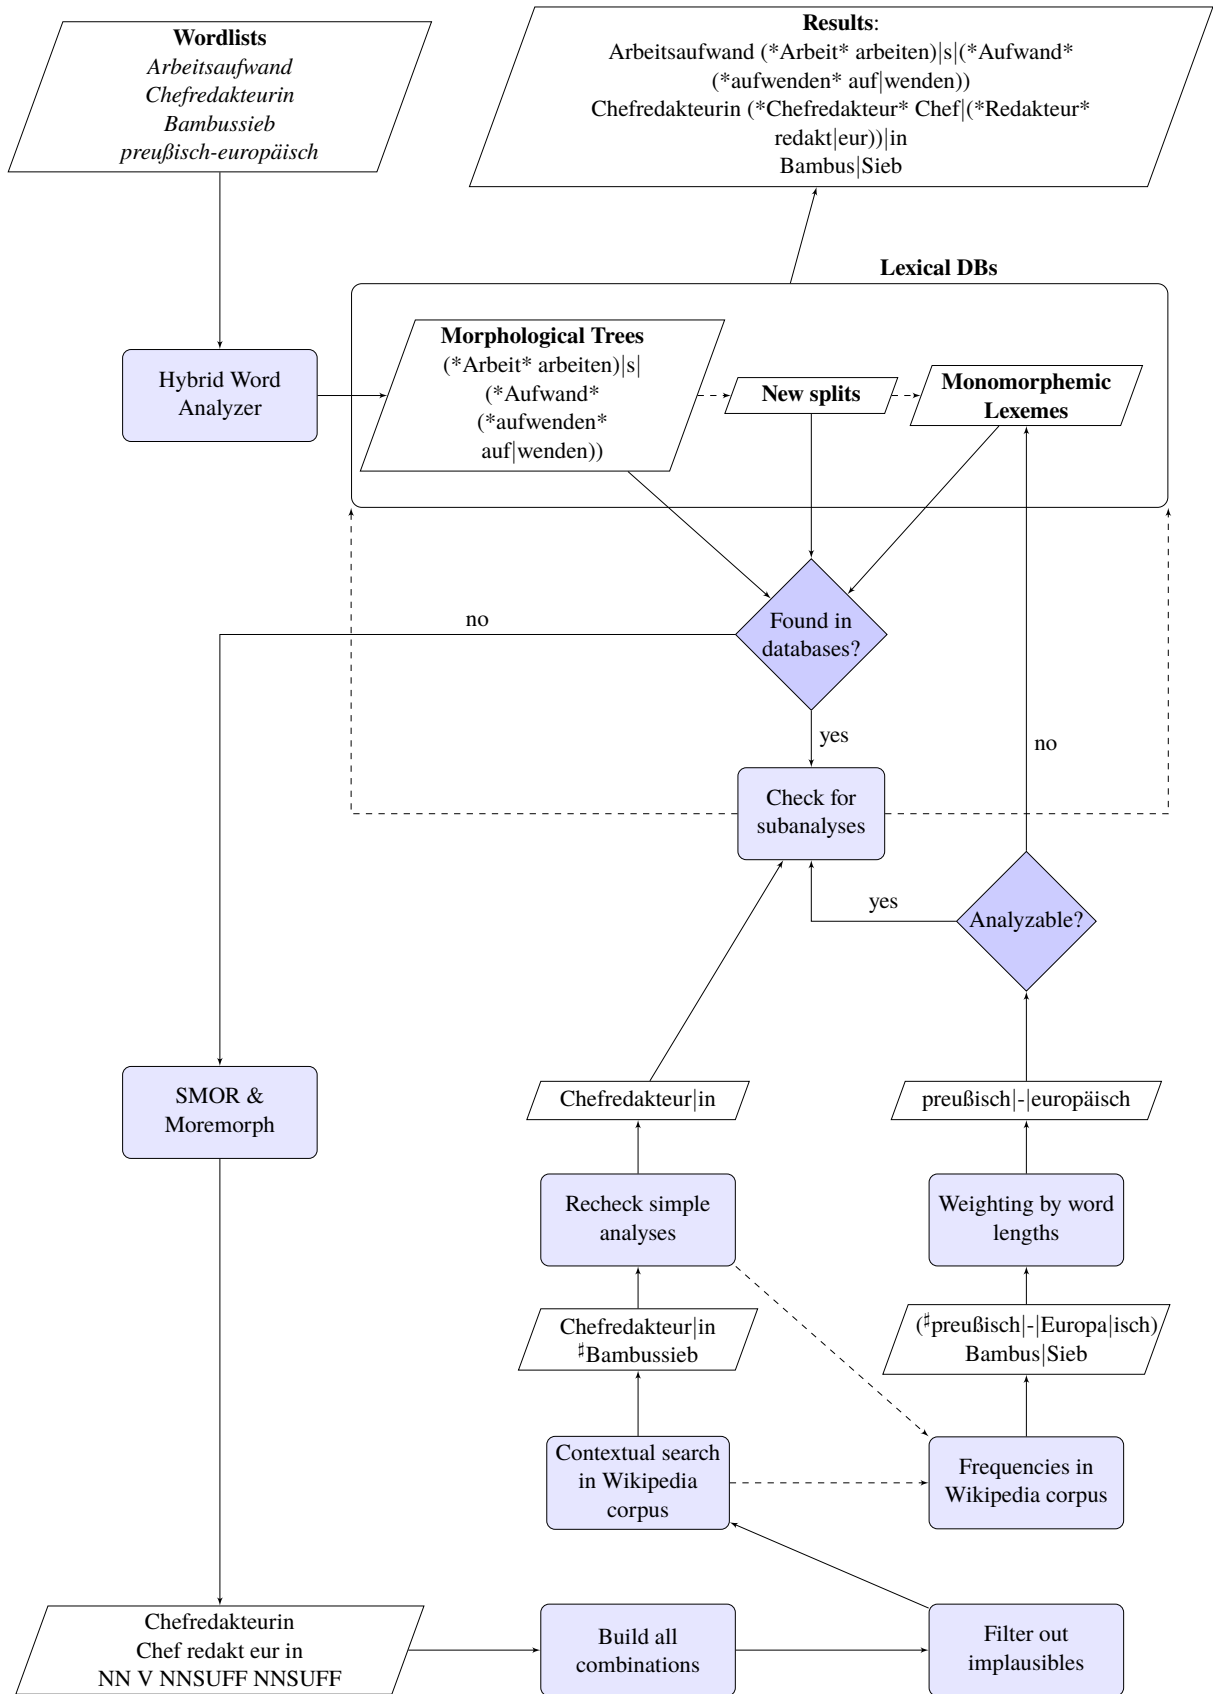 Wordlists
Arbeitsaufwand
Chefredakteurin
Bambussieb
preußisch-europäisch
Results:
Arbeitsaufwand (*Arbeit* arbeiten)|s|(*Aufwand*
(*aufwenden* auf|wenden))
Chefredakteurin (*Chefredakteur* Chef|(*Redakteur*
redakt|eur))|in
Bambus|Sieb
Lexical DBs
Hybrid Word
Analyzer
Morphological Trees
(*Arbeit* arbeiten)|s|
(*Aufwand*
(*aufwenden*
auf|wenden))
New splits
Monomorphemic
Lexemes
Found in
databases?
no
yes
no
Check for
subanalyses
yes
Analyzable?
SMOR &
Moremorph
Chefredakteur|in
preußisch|-|europäisch
Recheck simple
analyses
Weighting by word
lengths
Chefredakteur|in
♯Bambussieb
(♯preußisch|-|Europa|isch)
Bambus|Sieb
Contextual search
in Wikipedia
corpus
Frequencies in
Wikipedia corpus
Chefredakteurin
Chef redakt eur in
NN V NNSUFF NNSUFF
Build all
combinations
Filter out
implausibles